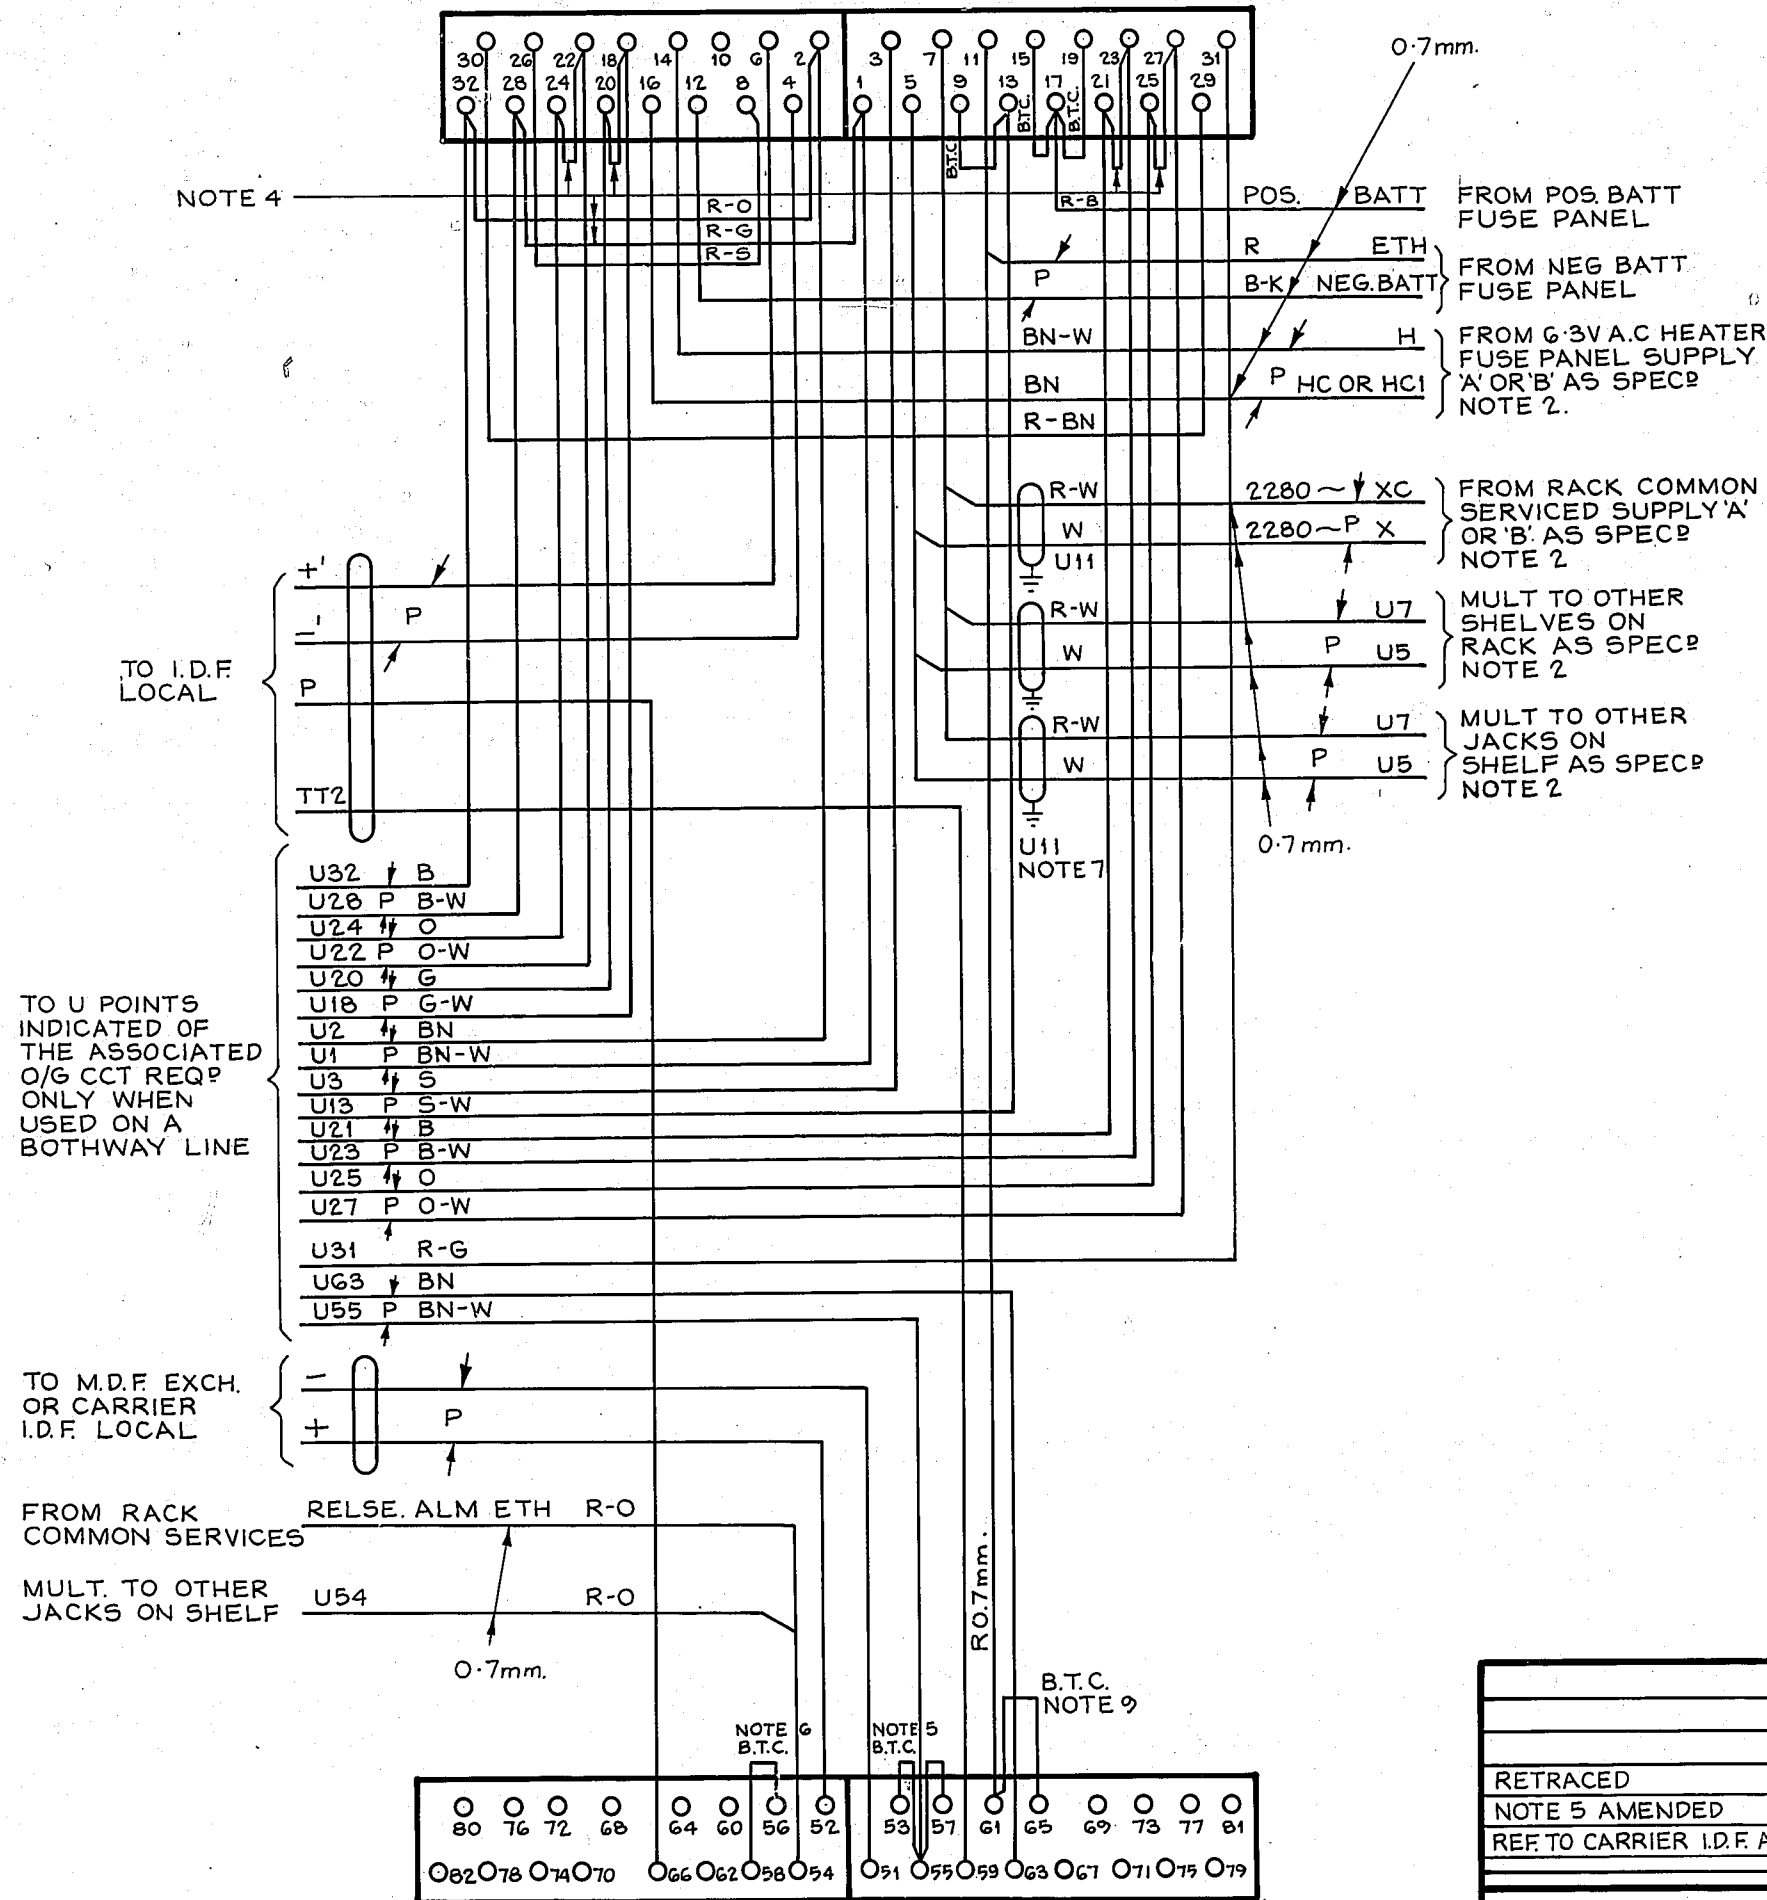 30 26 22 18 14 10 6 2 3 7 11 15 19 23 27 31
32 28 24 20 16 12 8 4 1 5 9 13 17 21 25 29
B.T.C.
B.T.C.
B.T.C.
0.7mm.
NOTE 4
R-O
R-G
R-S
R-B
POS. BATT
FROM POS. BATT
FUSE PANEL
R ETH
P
B-K NEG.BATT
FROM NEG BATT
FUSE PANEL
BN-W H
P
BN HC OR HC1
FROM 6.3V A.C HEATER
FUSE PANEL SUPPLY
'A' OR 'B' AS SPECD
NOTE 2.
R-BN
R-W 2280~ XC
W 2280~ P X
U11
FROM RACK COMMON
SERVICED SUPPLY 'A'
OR 'B'. AS SPECD
NOTE 2
R-W U7
P
W U5
MULT TO OTHER
SHELVES ON
RACK AS SPECD
NOTE 2
R-W U7
P
W U5
MULT TO OTHER
JACKS ON
SHELF AS SPECD
NOTE 2
U11
NOTE 7
0.7mm.
TO I.D.F.
LOCAL
+'
P
-'
P
TT2
TO U POINTS
INDICATED OF
THE ASSOCIATED
O/G CCT REQD
ONLY WHEN
USED ON A
BOTHWAY LINE
U32 B
U28 P B-W
U24 O
U22 P O-W
U20 G
U18 P G-W
U2 BN
U1 P BN-W
U3 S
U13 P S-W
U21 B
U23 P B-W
U25 O
U27 P O-W
U31 R-G
U63 BN
U55 P BN-W
TO M.D.F. EXCH.
OR CARRIER
I.D.F. LOCAL
-
P
+
FROM RACK
COMMON SERVICES
RELSE. ALM ETH R-O
MULT. TO OTHER
JACKS ON SHELF
U54 R-O
0.7mm.
R0.7mm.
B.T.C.
NOTE 9
NOTE 6
B.T.C.
NOTE 5
B.T.C.
80 76 72 68 64 60 56 52 53 57 61 65 69 73 77 81
82 78 74 70 66 62 58 54 51 55 59 63 67 71 75 79
RETRACED
NOTE 5 AMENDED
REF. TO CARRIER I.D.F. A